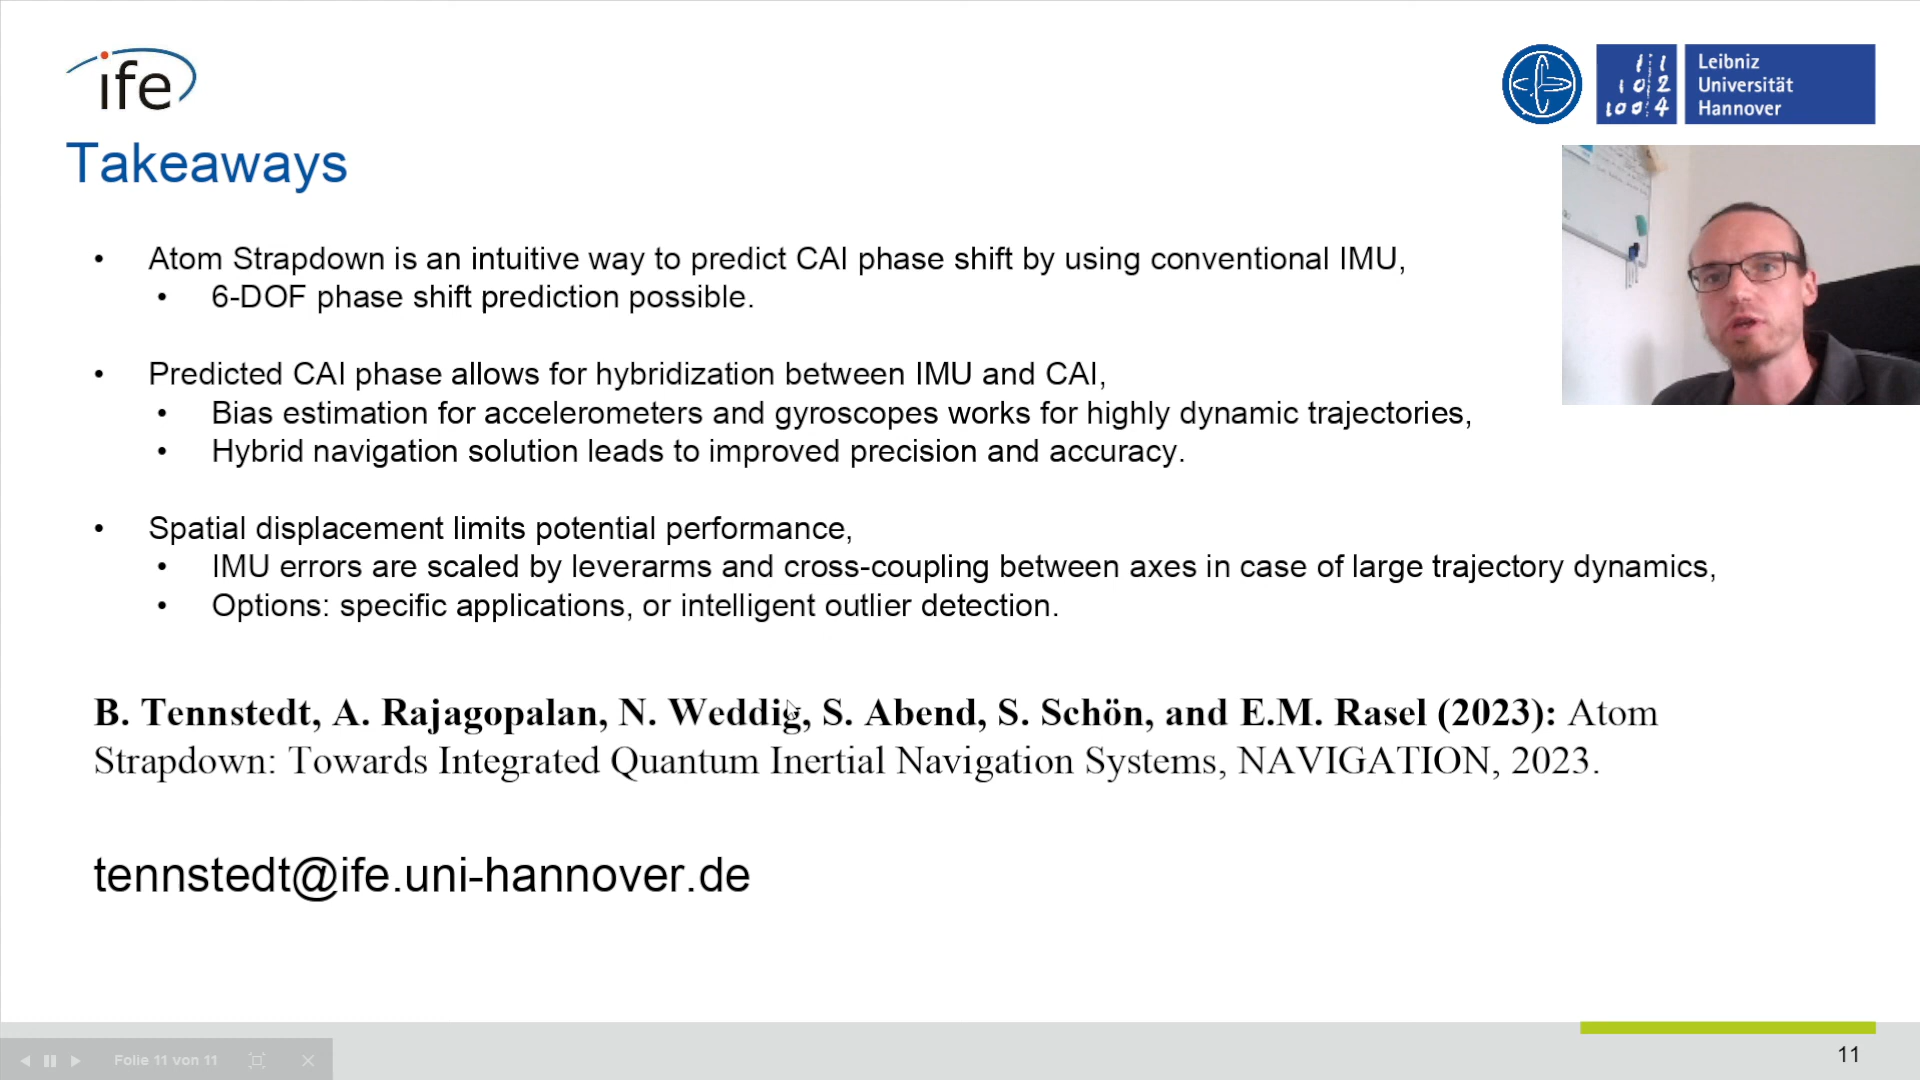 ife
Leibniz
Universität
Hannover
Takeaways
• Atom Strapdown is an intuitive way to predict CAI phase shift by using conventional IMU,
• 6-DOF phase shift prediction possible.
• Predicted CAI phase allows for hybridization between IMU and CAI,
• Bias estimation for accelerometers and gyroscopes works for highly dynamic trajectories,
• Hybrid navigation solution leads to improved precision and accuracy.
• Spatial displacement limits potential performance,
• IMU errors are scaled by leverarms and cross-coupling between axes in case of large trajectory dynamics,
• Options: specific applications, or intelligent outlier detection.
B. Tennstedt, A. Rajagopalan, N. Weddig, S. Abend, S. Schön, and E.M. Rasel (2023): Atom
Strapdown: Towards Integrated Quantum Inertial Navigation Systems, NAVIGATION, 2023.
tennstedt@ife.uni-hannover.de
Folie 11 von 11
11